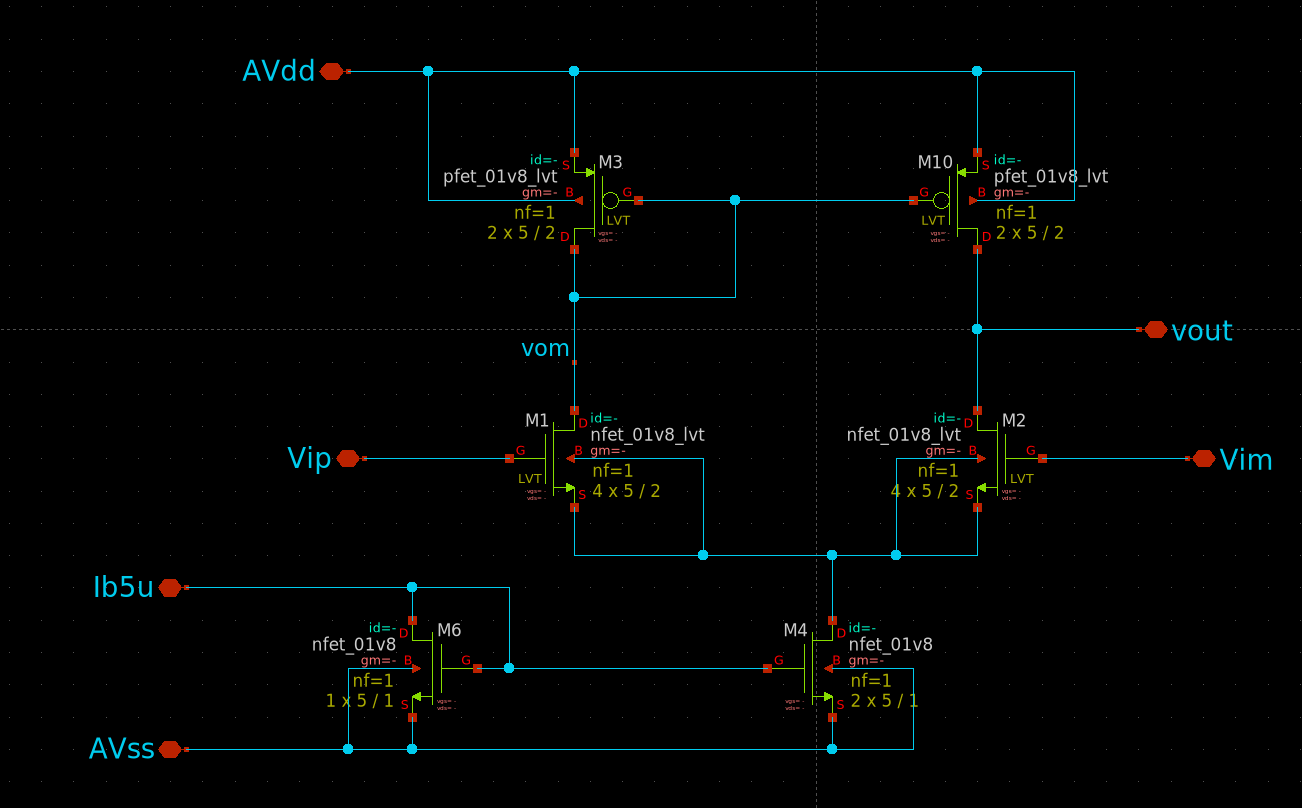 AVdd
id=- S M3
pfet_01v8_lvt
gm=- B G
nf=1 LVT
2 x 5 / 2 D
vgs=-
vds=-
M10 S id=-
pfet_01v8_lvt
G B gm=-
LVT nf=1
D 2 x 5 / 2
vgs=-
vds=-
vout
vom
M1 D id=-
nfet_01v8_lvt
Vip G B gm=-
LVT nf=1
S 4 x 5 / 2
vgs=-
vds=-
id=- D M2
nfet_01v8_lvt
gm=- B G Vim
nf=1 LVT
4 x 5 / 2 S
vgs=-
vds=-
Ib5u
id=- D M6
nfet_01v8
gm=- B G
nf=1
1 x 5 / 1 S
vgs=-
vds=-
M4 D id=-
nfet_01v8
G B gm=-
nf=1
S 2 x 5 / 1
vgs=-
vds=-
AVss